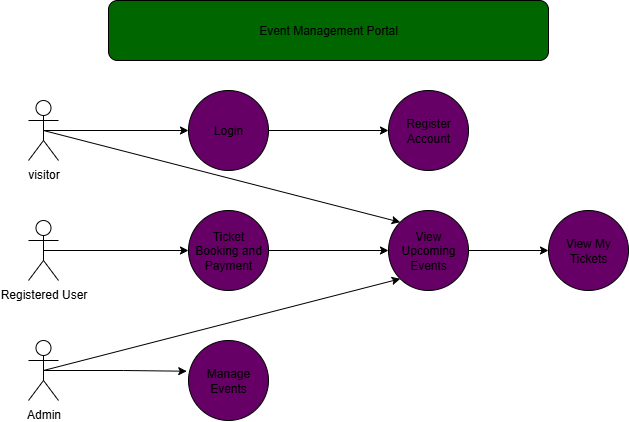 Event Management Portal
Login
Register
Account
visitor
Ticket
Booking and
Payment
View
Upcoming
Events
View My
Tickets
Registered User
Manage
Events
Admin